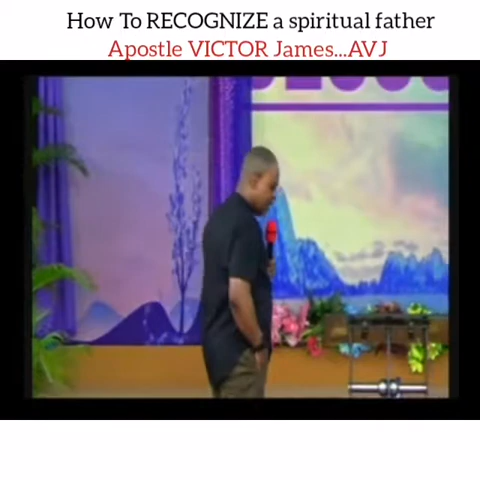 How To RECOGNIZE a spiritual father
Apostle VICTOR James...AVJ